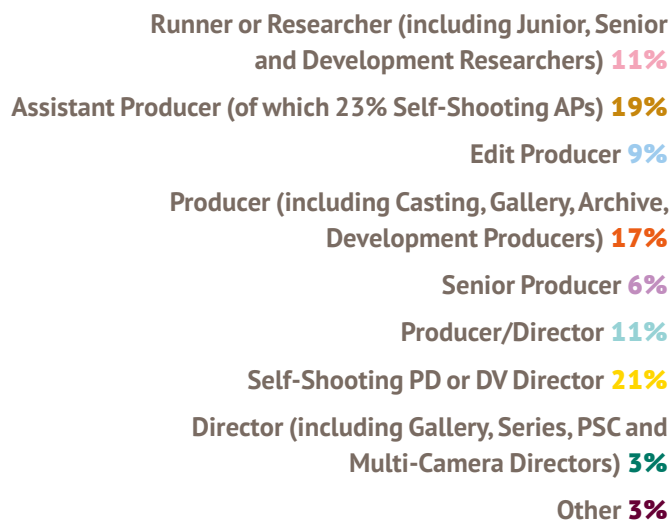 Runner or Researcher (including Junior, Senior
and Development Researchers) 11%
Assistant Producer (of which 23% Self-Shooting APs) 19%
Edit Producer 9%
Producer (including Casting, Gallery, Archive,
Development Producers) 17%
Senior Producer 6%
Producer/Director 11%
Self-Shooting PD or DV Director 21%
Director (including Gallery, Series, PSC and
Multi-Camera Directors) 3%
Other 3%